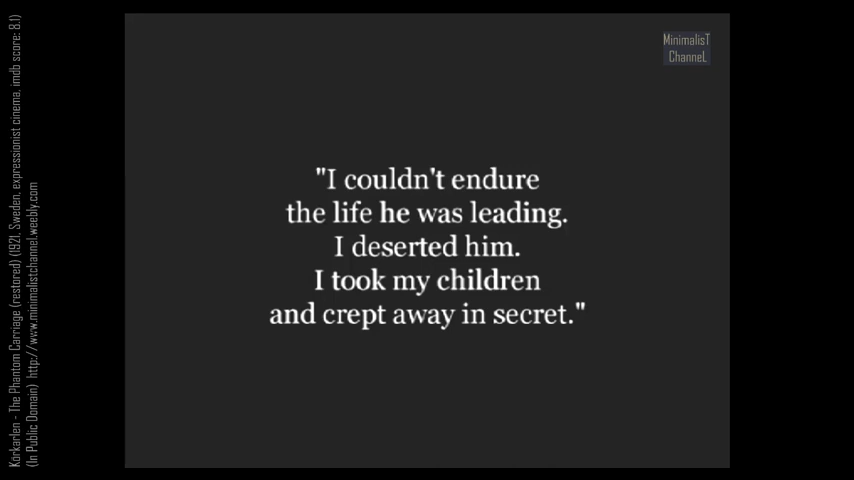 Körkarlen - The Phantom Carriage (restored) (1921, Sweden, expressionist cinema, imdb score: 8.1)
(In Public Domain) http://www.minimalistchannel.weebly.com
MinimalisT
ChanneL
"I couldn't endure
the life he was leading.
I deserted him.
I took my children
and crept away in secret."